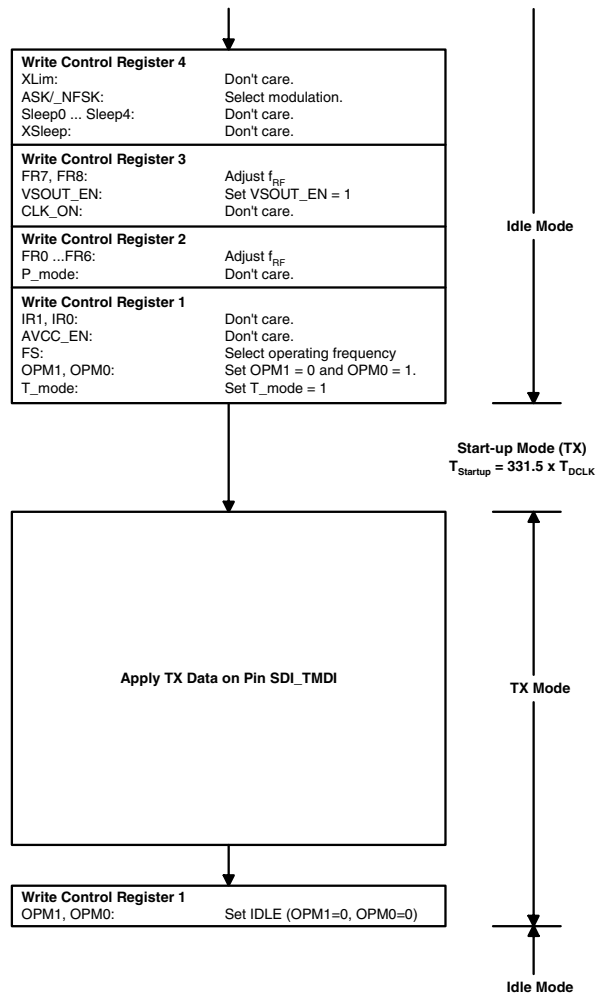 Write Control Register 4
XLim: Don't care.
ASK/_NFSK: Select modulation.
Sleep0 ... Sleep4: Don't care.
XSleep: Don't care.
Write Control Register 3
FR7, FR8: Adjust fRF
VSOUT_EN: Set VSOUT_EN = 1
CLK_ON: Don't care.
Idle Mode
Write Control Register 2
FR0 ...FR6: Adjust fRF
P_mode: Don't care.
Write Control Register 1
IR1, IR0: Don't care.
AVCC_EN: Don't care.
FS: Select operating frequency
OPM1, OPM0: Set OPM1 = 0 and OPM0 = 1.
T_mode: Set T_mode = 1
Start-up Mode (TX)
TStartup = 331.5 x TDCLK
Apply TX Data on Pin SDI_TMDI
TX Mode
Write Control Register 1
OPM1, OPM0: Set IDLE (OPM1=0, OPM0=0)
Idle Mode